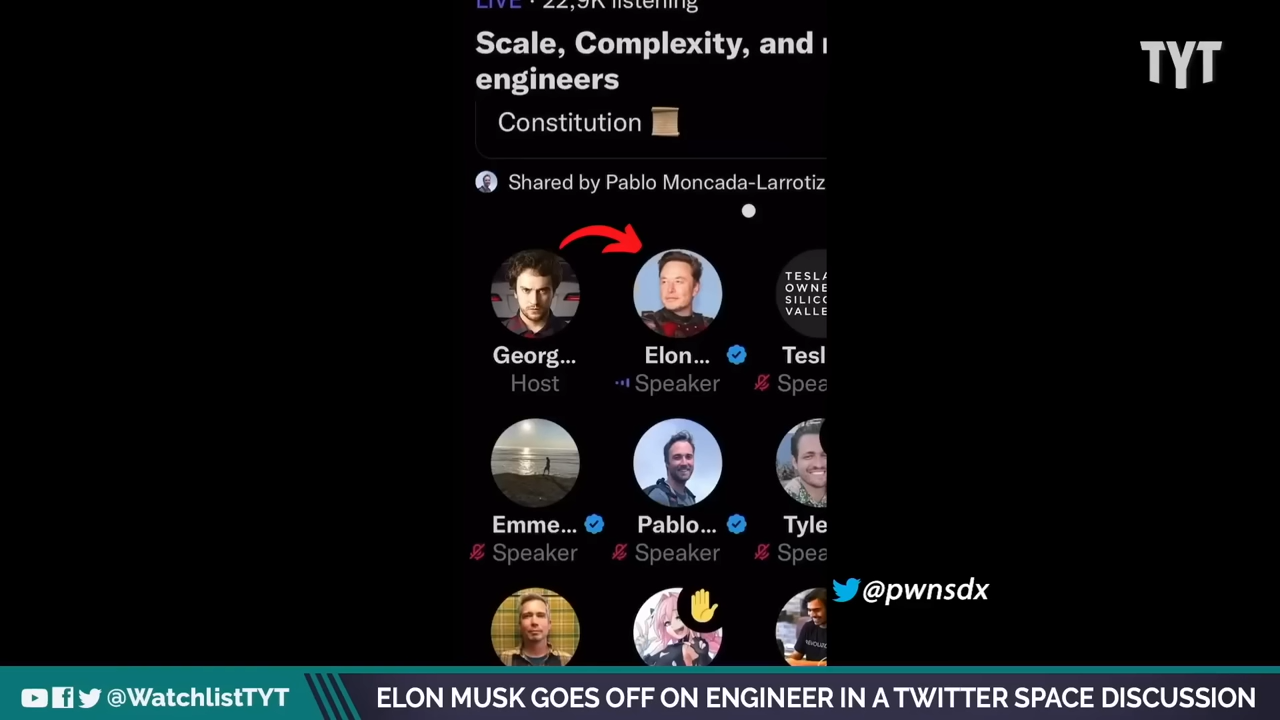 LIVE · 22,9K listening
TYT
Scale, Complexity, and
engineers
Constitution
Shared by Pablo Moncada-Larrotiz
TESLA
OWNE
SILIC
VALLE
Georg... Elon... Tesl
Host Speaker Spea
Emme... Pablo... Tyle
Speaker Speaker Spea
@pwnsdx
@WatchlistTYT ELON MUSK GOES OFF ON ENGINEER IN A TWITTER SPACE DISCUSSION